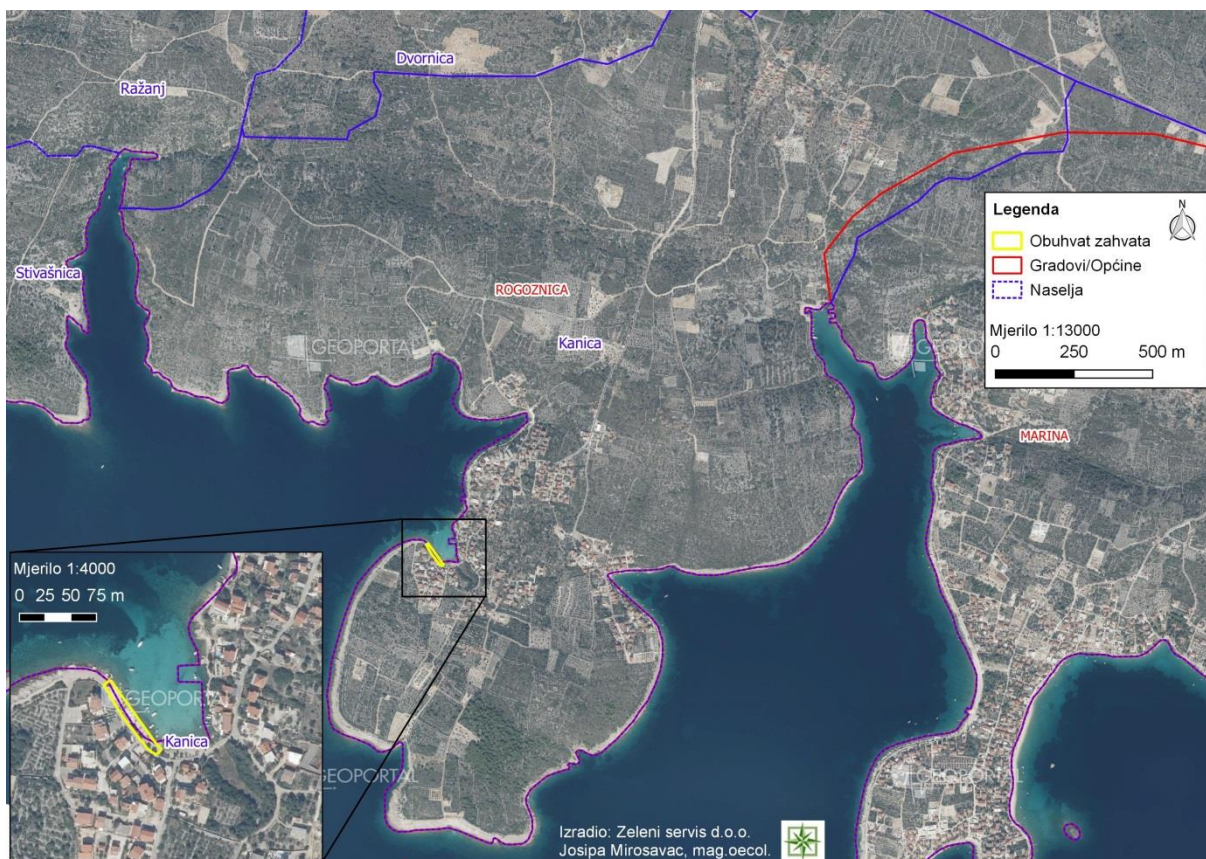 Dvornica
Ražanj
Stivašnica
ROGOZNICA
Kanica
GEOPORTAL
GEOPORTAL
MARINA
Legenda
N
Obuhvat zahvata
Gradovi/Općine
Naselja
Mjerilo 1:13000
0 250 500 m
Mjerilo 1:4000
0 25 50 75 m
GEOPORTAL
Kanica
GEOPORTAL
GEOPORTAL
Izradio: Zeleni servis d.o.o.
Josipa Mirosavac, mag.oecol.